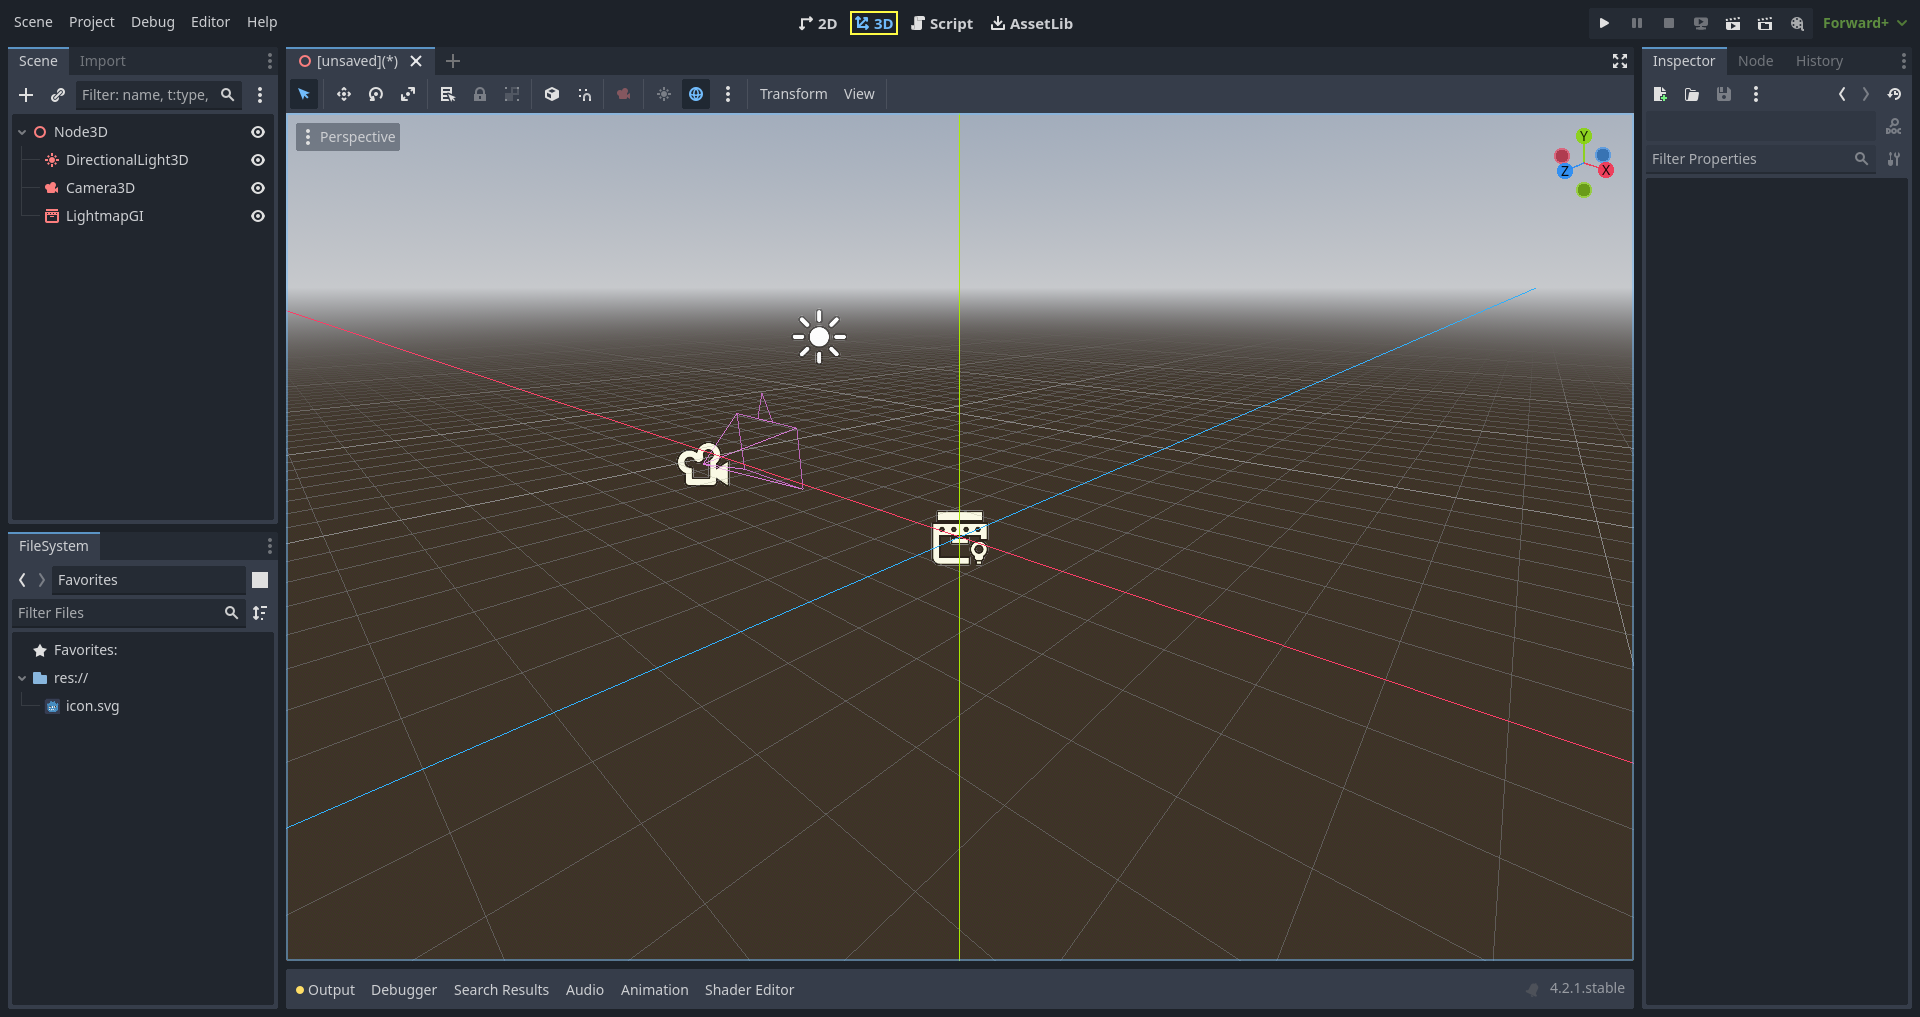 Scene Project Debug Editor Help
2D 3D Script AssetLib
Forward+
Scene Import
Filter: name, t:type,
Node3D
DirectionalLight3D
Camera3D
LightmapGI
FileSystem
Favorites
Filter Files
Favorites:
res://
icon.svg
[unsaved](*)
Transform View
Perspective
Y
Z X
Output Debugger Search Results Audio Animation Shader Editor
4.2.1.stable
Inspector Node History
DOC
Filter Properties